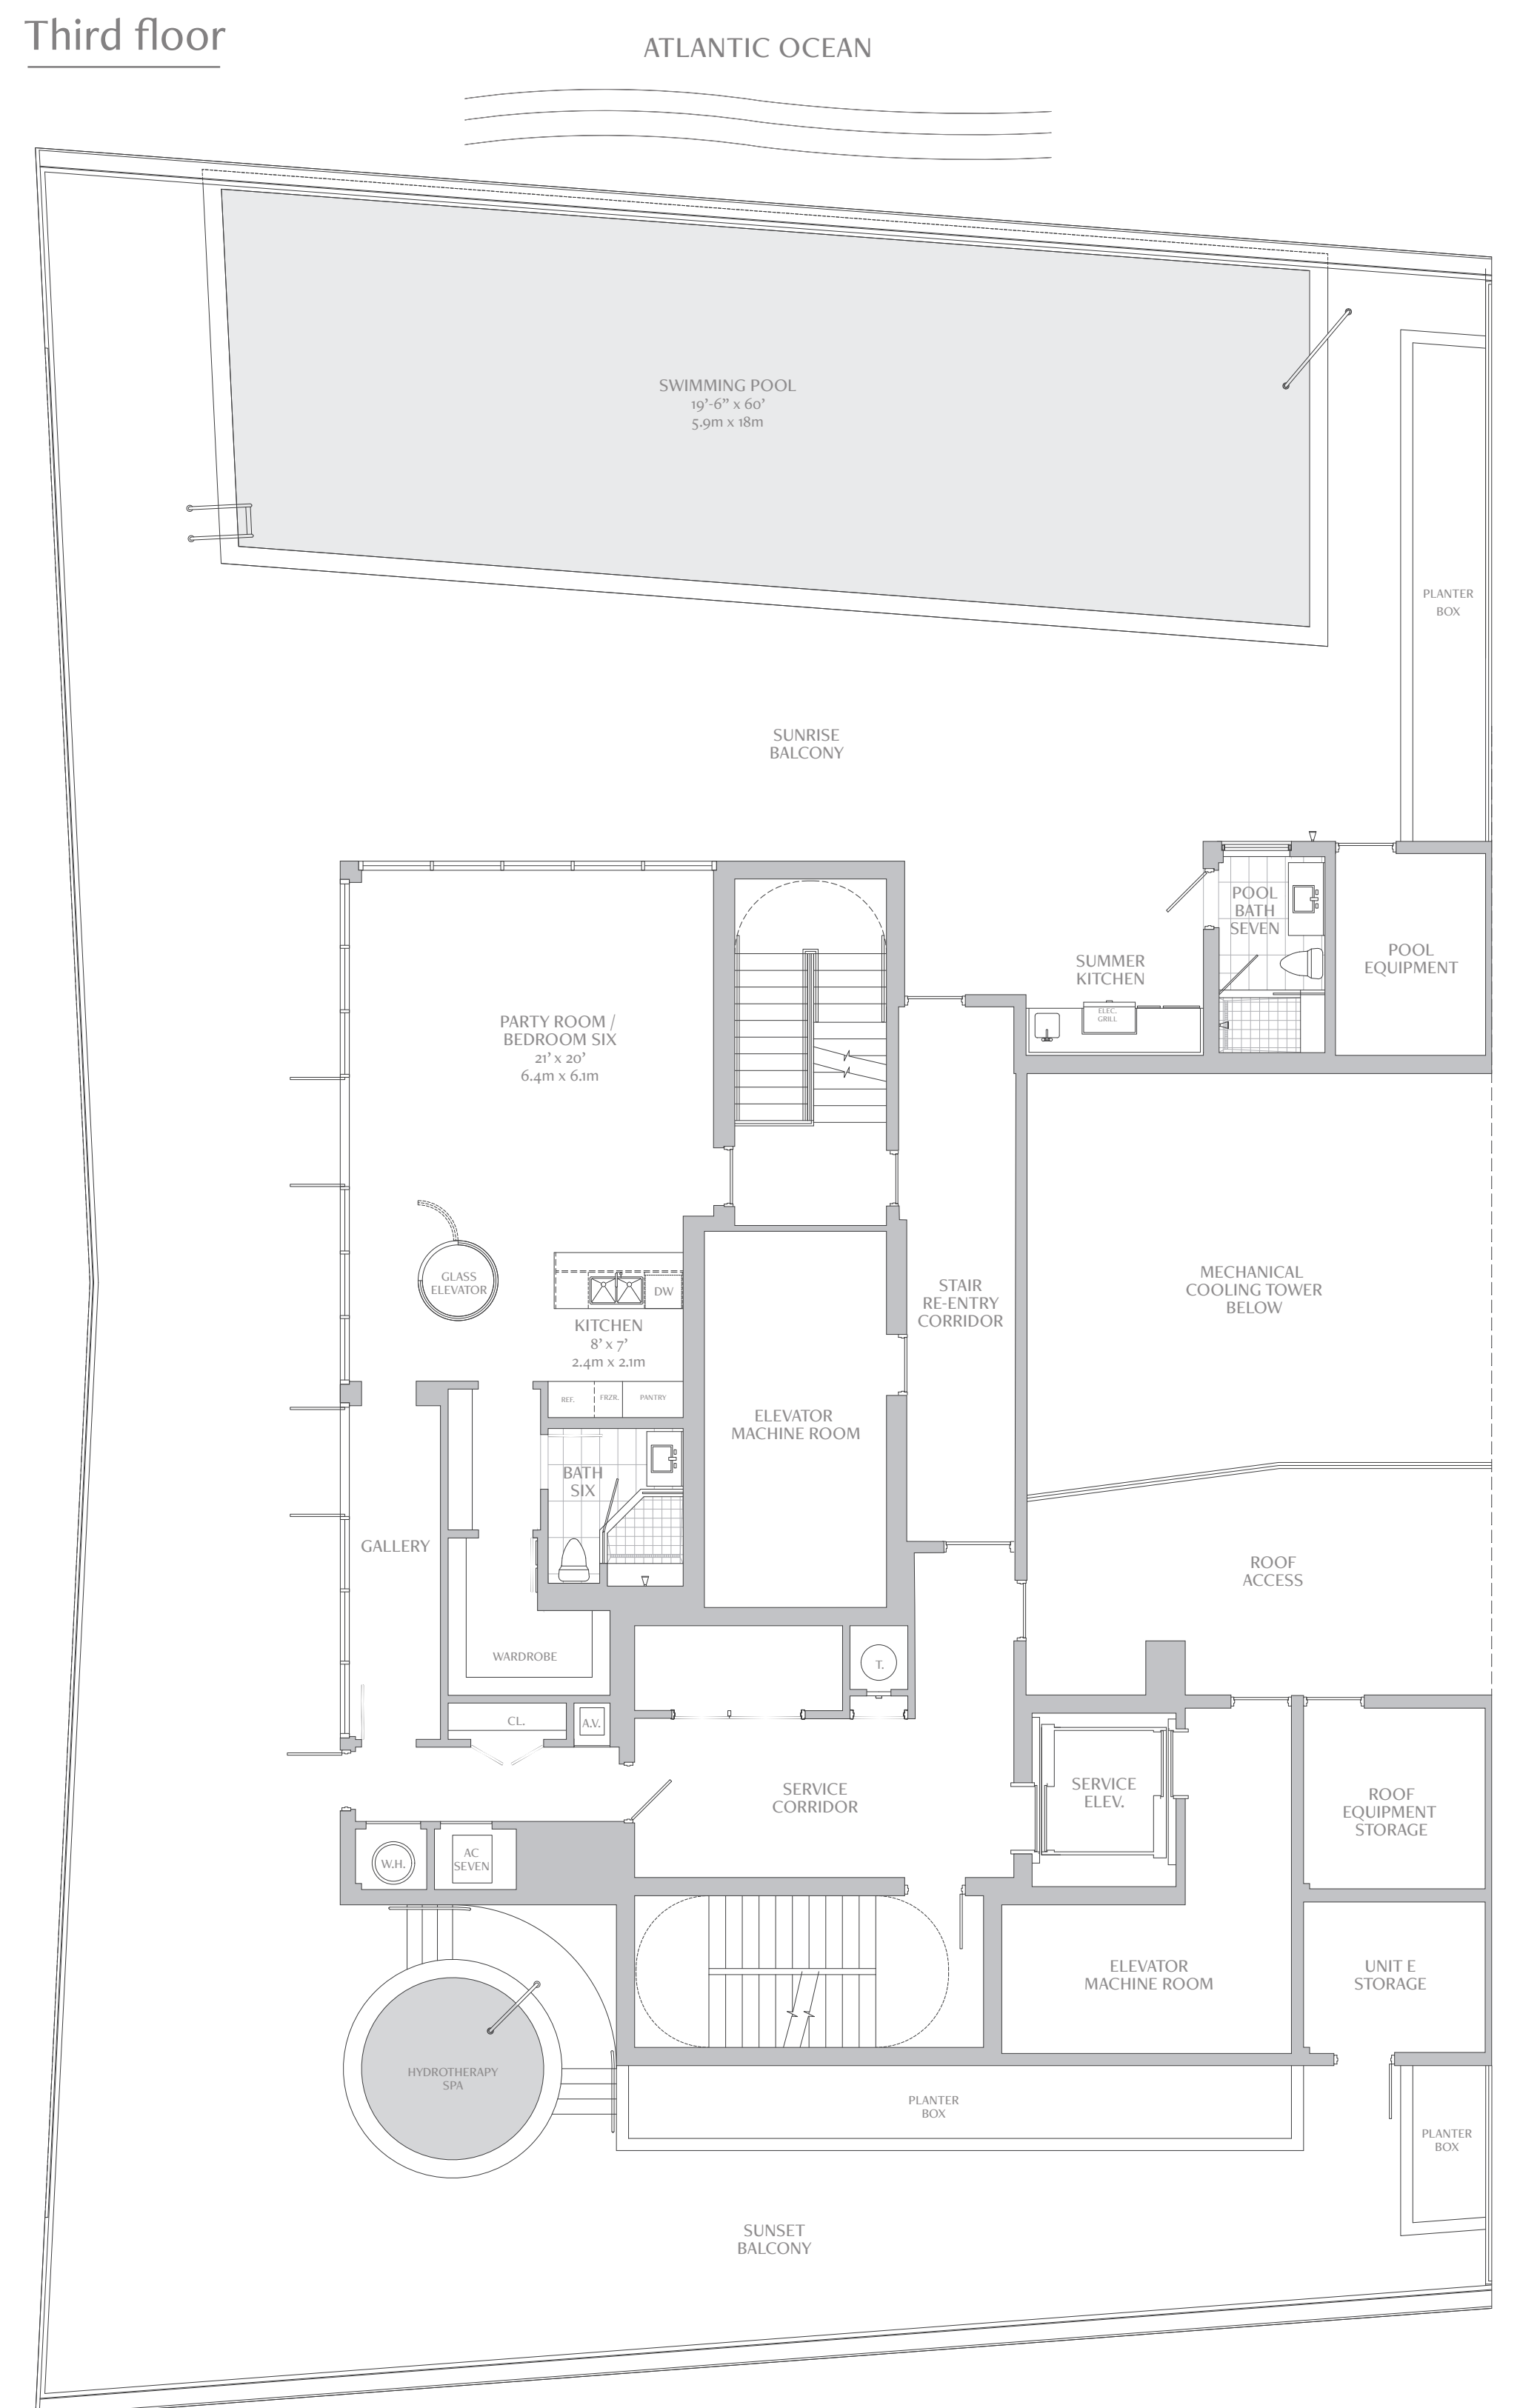 Third floor
ATLANTIC OCEAN
SWIMMING POOL
19’-6” x 60’
5.9m x 18m
PLANTER
BOX
SUNRISE
BALCONY
POOL
BATH
SEVEN
POOL
EQUIPMENT
SUMMER
KITCHEN
ELEC.
GRILL
PARTY ROOM /
BEDROOM SIX
21’ x 20’
6.4m x 6.1m
GLASS
ELEVATOR
DW
KITCHEN
8’ x 7’
2.4m x 2.1m
REF.
FRZR.
PANTRY
STAIR
RE-ENTRY
CORRIDOR
MECHANICAL
COOLING TOWER
BELOW
ELEVATOR
MACHINE ROOM
BATH
SIX
GALLERY
ROOF
ACCESS
WARDROBE
T.
CL.
A.V.
SERVICE
CORRIDOR
SERVICE
ELEV.
ROOF
EQUIPMENT
STORAGE
W.H.
AC
SEVEN
ELEVATOR
MACHINE ROOM
UNIT E
STORAGE
HYDROTHERAPY
SPA
PLANTER
BOX
PLANTER
BOX
SUNSET
BALCONY